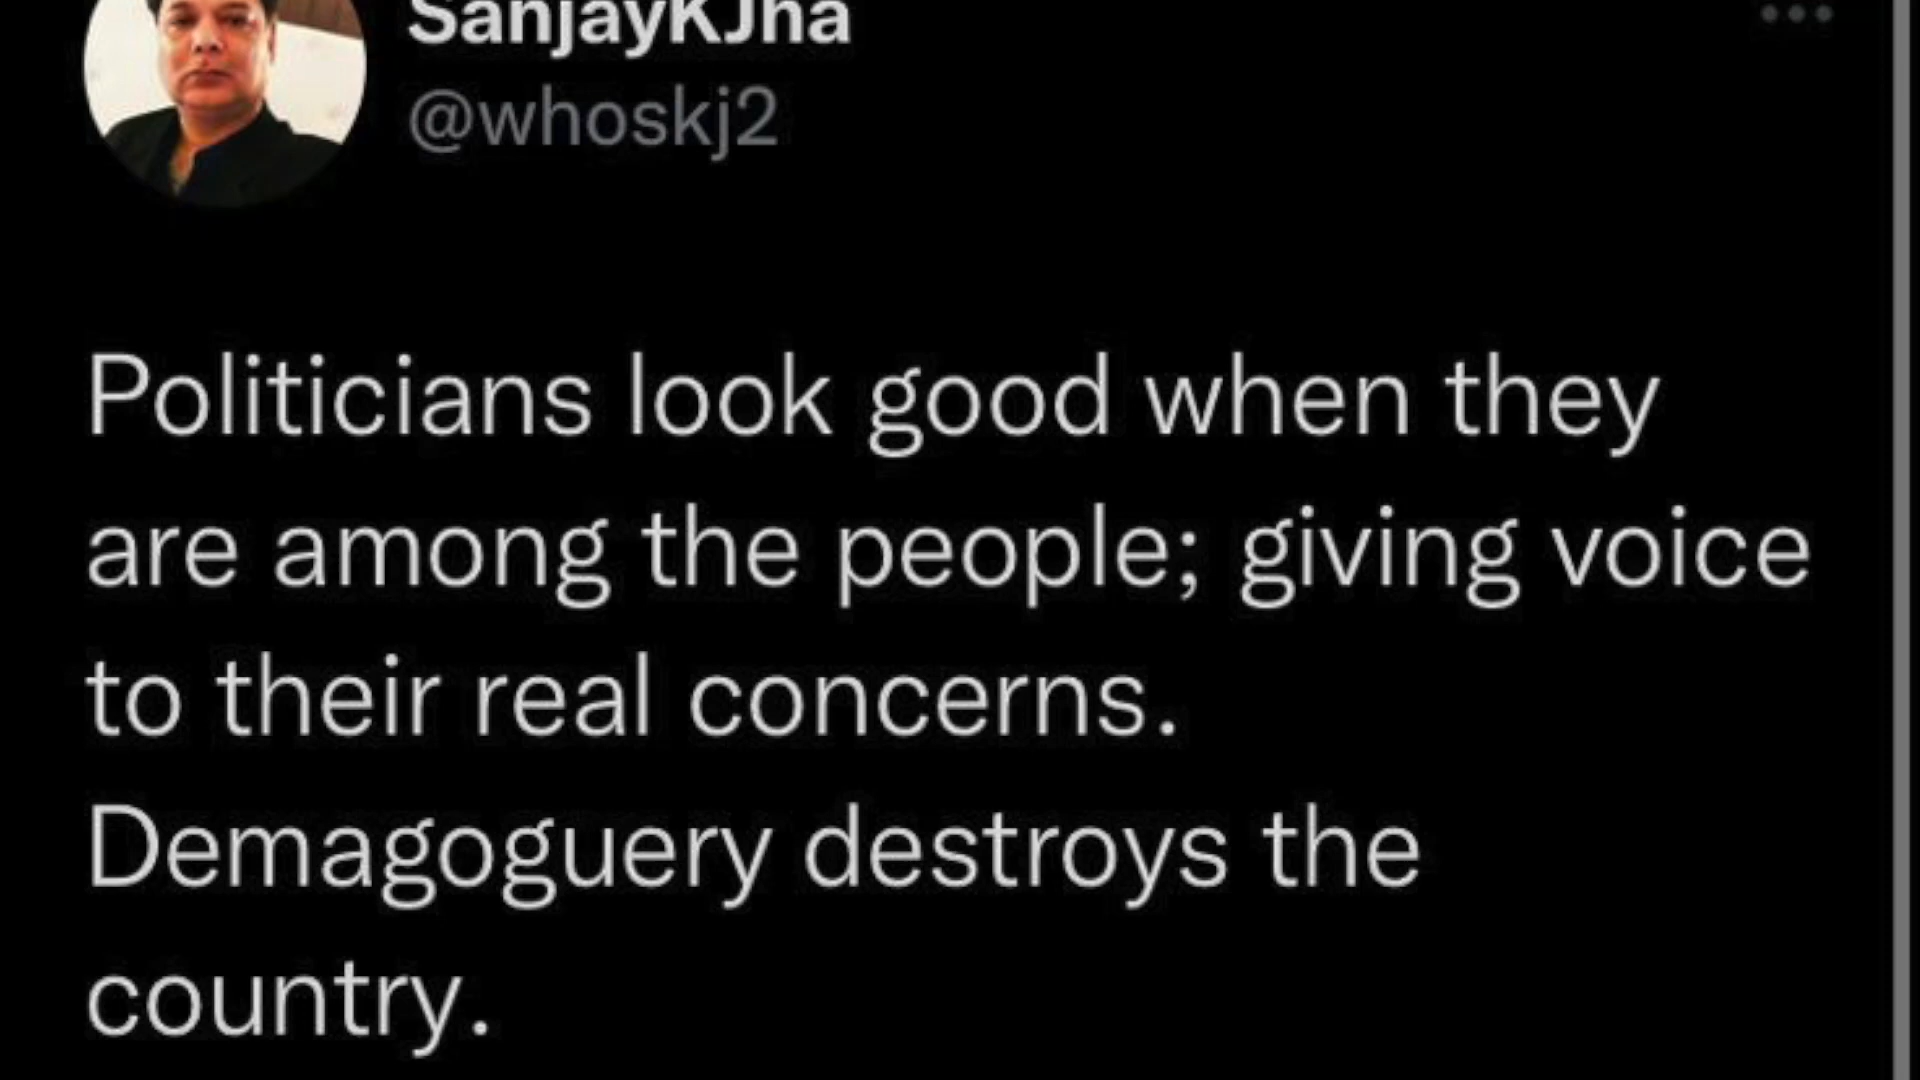 SanjayKJha
@whoskj2
Politicians look good when they
are among the people; giving voice
to their real concerns.
Demagoguery destroys the
country.